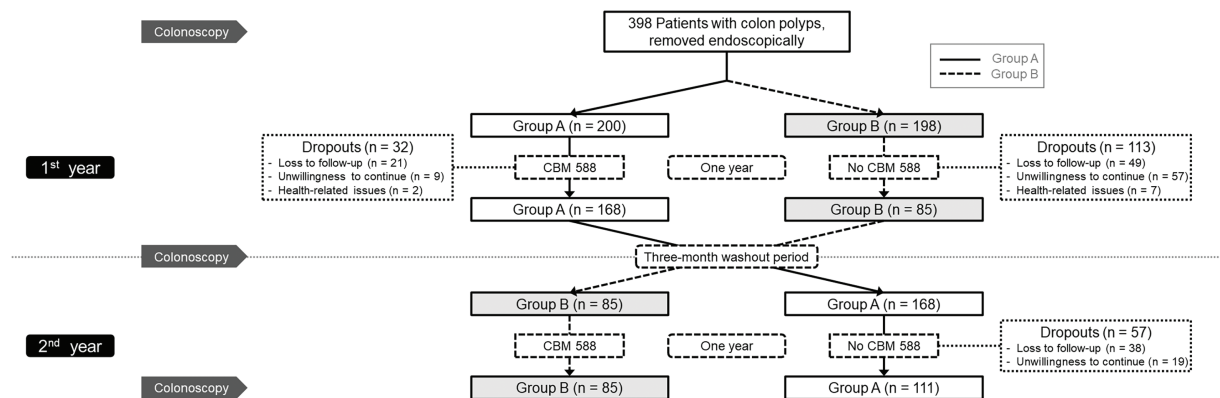 Colonoscopy
398 Patients with colon polyps,
removed endoscopically
Group A
Group B
Group A (n = 200)
Group B (n = 198)
1st year
Dropouts (n = 32)
- Loss to follow-up (n = 21)
- Unwillingness to continue (n = 9)
- Health-related issues (n = 2)
CBM 588
One year
No CBM 588
Dropouts (n = 113)
- Loss to follow-up (n = 49)
- Unwillingness to continue (n = 57)
- Health-related issues (n = 7)
Group A (n = 168)
Group B (n = 85)
Colonoscopy
Three-month washout period
Group B (n = 85)
Group A (n = 168)
2nd year
CBM 588
One year
No CBM 588
Dropouts (n = 57)
- Loss to follow-up (n = 38)
- Unwillingness to continue (n = 19)
Colonoscopy
Group B (n = 85)
Group A (n = 111)